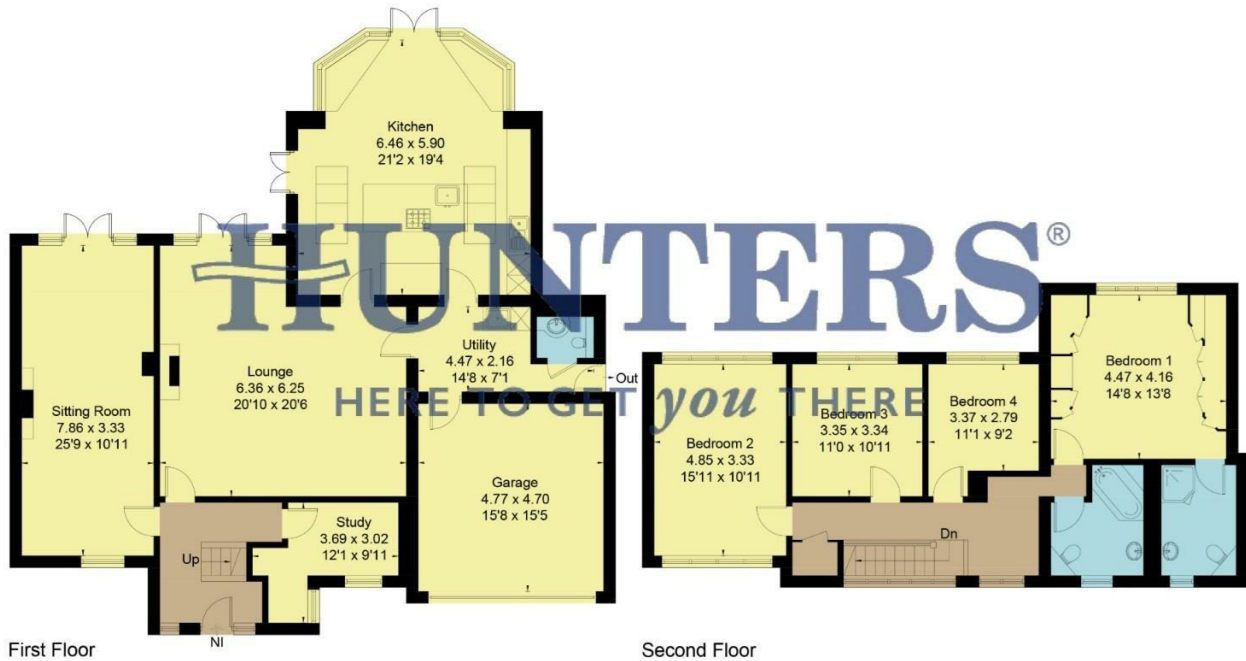 Kitchen
6.46 x 5.90
21'2 x 19'4
HUNTERS®
HERE TO GET you THERE
Sitting Room
7.86 x 3.33
25'9 x 10'11
Lounge
6.36 x 6.25
20'10 x 20'6
Utility
4.47 x 2.16
14'8 x 7'1
Out
Garage
4.77 x 4.70
15'8 x 15'5
Study
3.69 x 3.02
12'1 x 9'11
Up
NI
First Floor
Bedroom 1
4.47 x 4.16
14'8 x 13'8
Bedroom 2
4.85 x 3.33
15'11 x 10'11
Bedroom 3
3.35 x 3.34
11'0 x 10'11
Bedroom 4
3.37 x 2.79
11'1 x 9'2
Dn
Second Floor